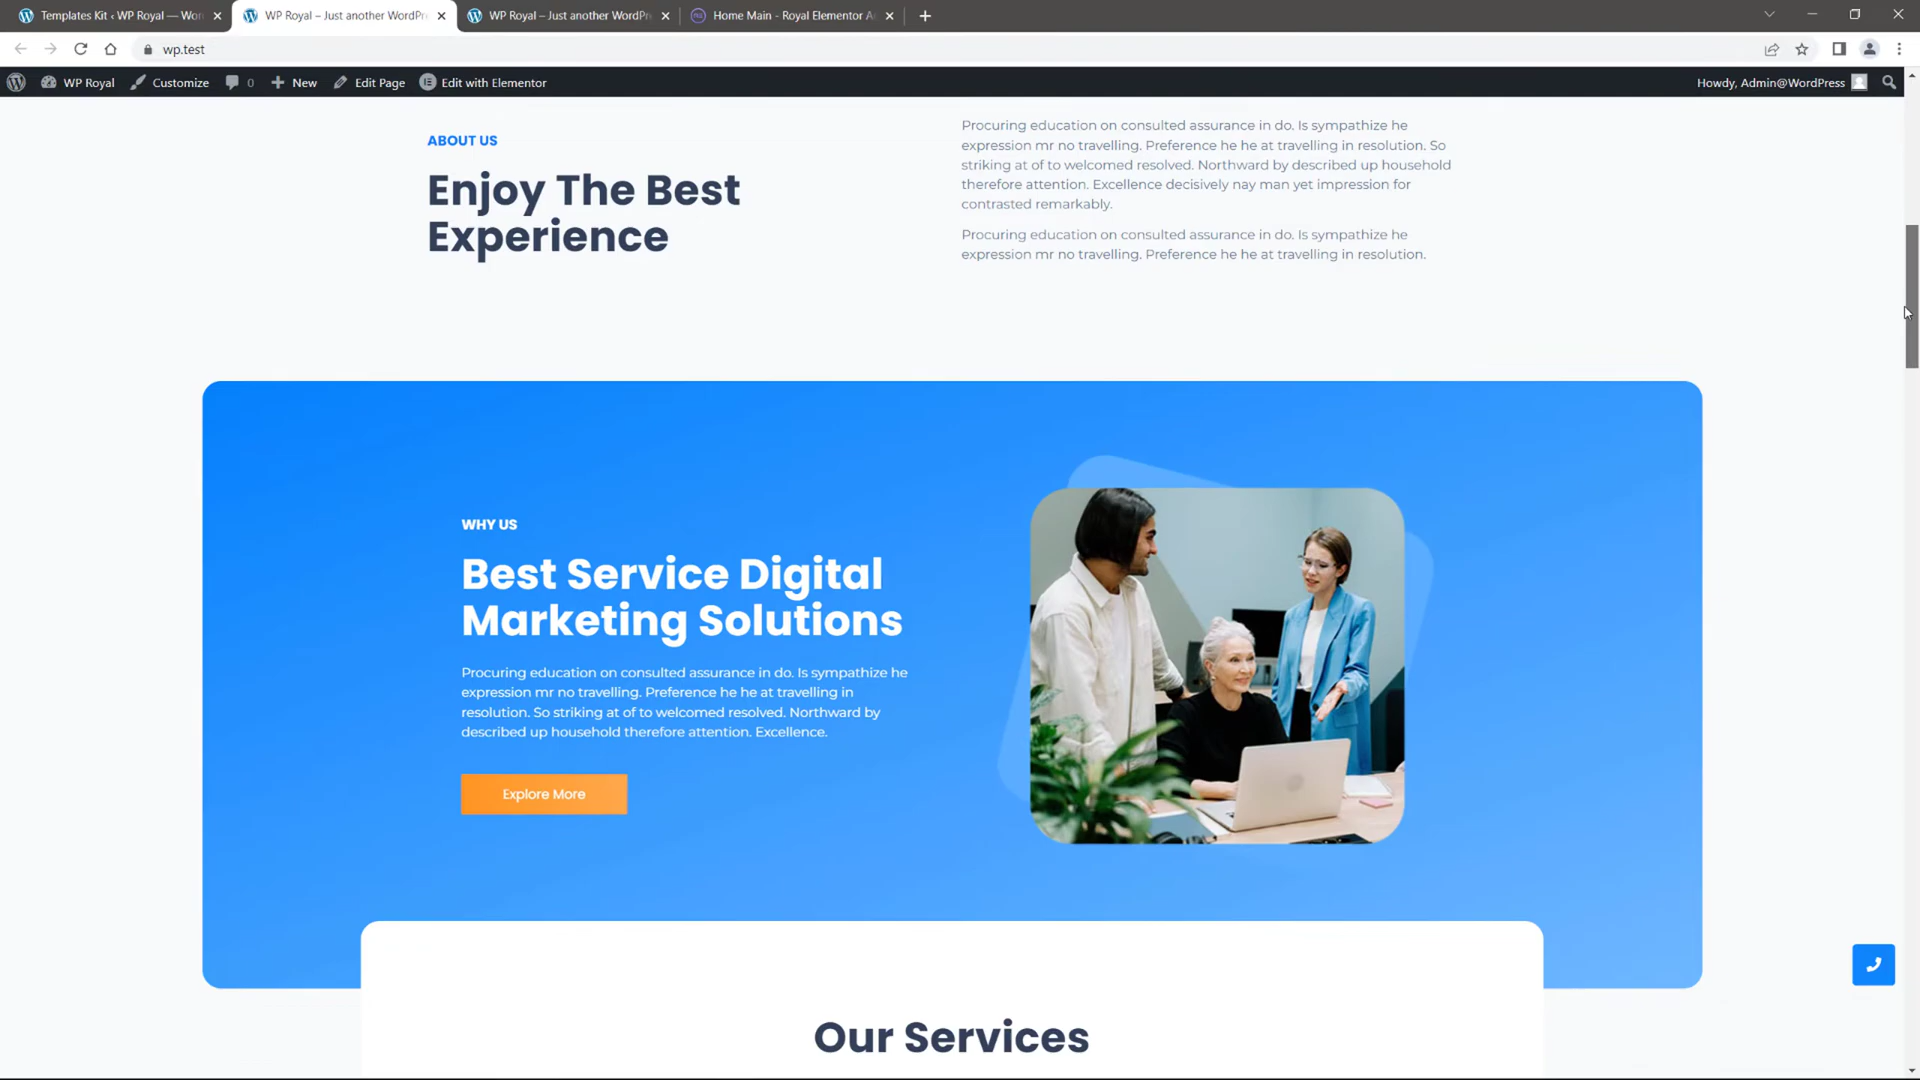 Templates Kit ‹ WP Royal — Wor
WP Royal – Just another WordPre
WP Royal – Just another WordPr
Home Main - Royal Elementor A
wp.test
WP Royal
Customize
0
New
Edit Page
Edit with Elementor
Howdy, Admin@WordPress
ABOUT US
Enjoy The Best
Experience
Procuring education on consulted assurance in do. Is sympathize he
expression mr no travelling. Preference he he at travelling in resolution. So
striking at of to welcomed resolved. Northward by described up household
therefore attention. Excellence decisively nay man yet impression for
contrasted remarkably.
Procuring education on consulted assurance in do. Is sympathize he
expression mr no travelling. Preference he he at travelling in resolution.
WHY US
Best Service Digital
Marketing Solutions
Procuring education on consulted assurance in do. Is sympathize he
expression mr no travelling. Preference he he at travelling in
resolution. So striking at of to welcomed resolved. Northward by
described up household therefore attention. Excellence.
Explore More
Our Services